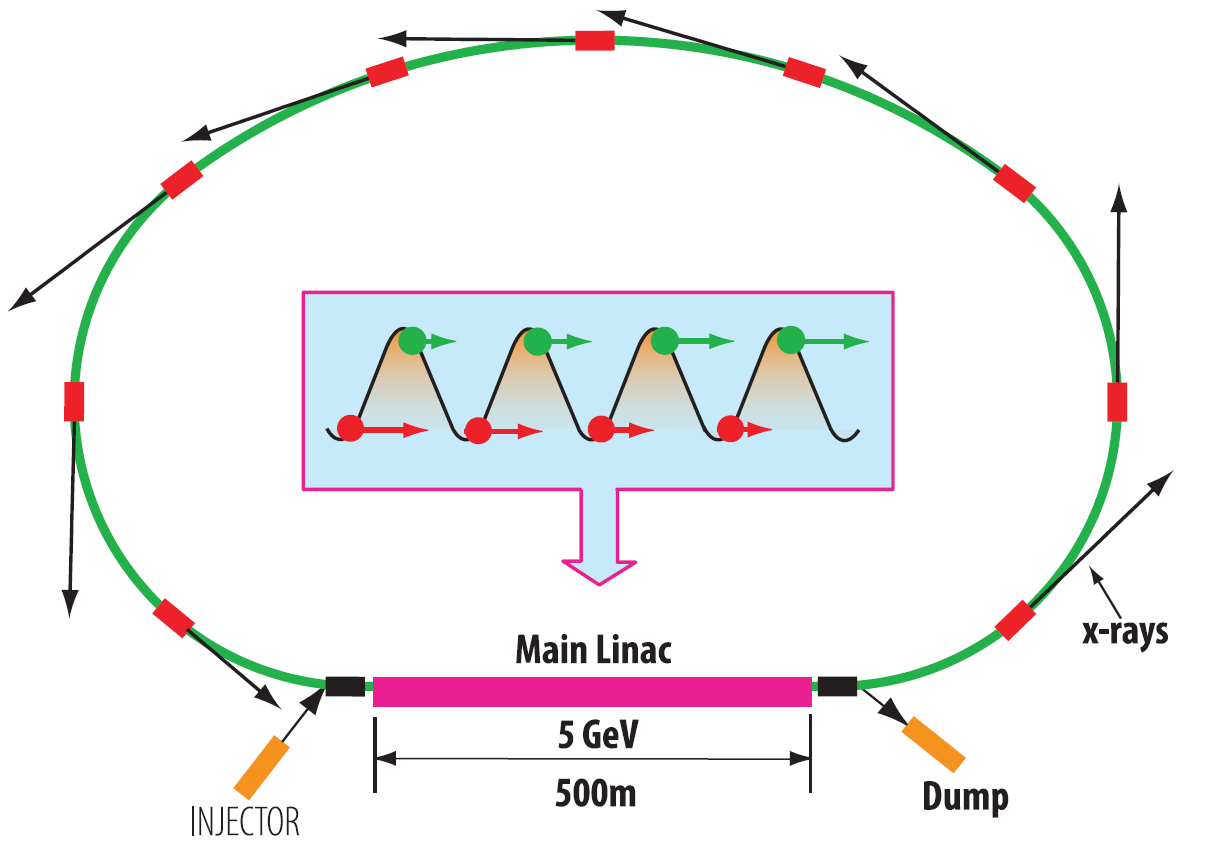 x-rays
Main Linac
5 GeV
500m
Dump
INJECTOR